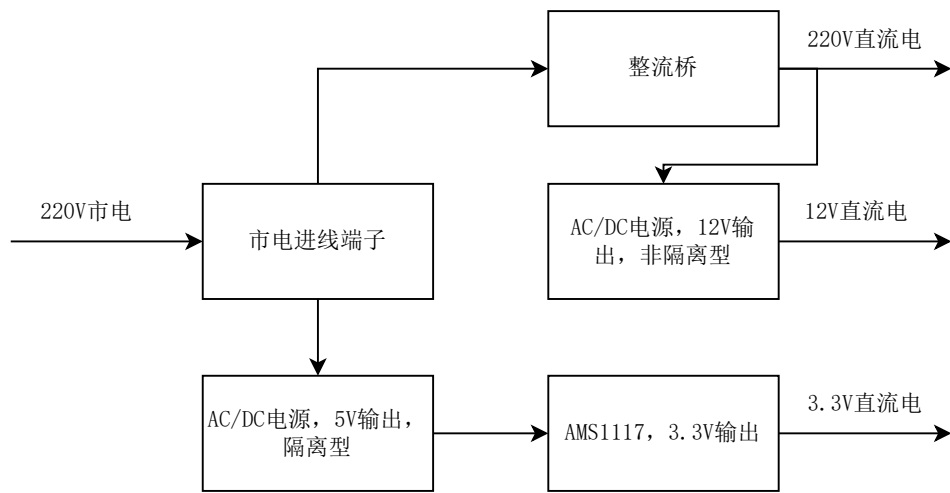 整流桥
220V直流电
220V市电
市电进线端子
AC/DC电源，12V输
出，非隔离型
12V直流电
AC/DC电源，5V输出，
隔离型
AMS1117，3.3V输出
3.3V直流电